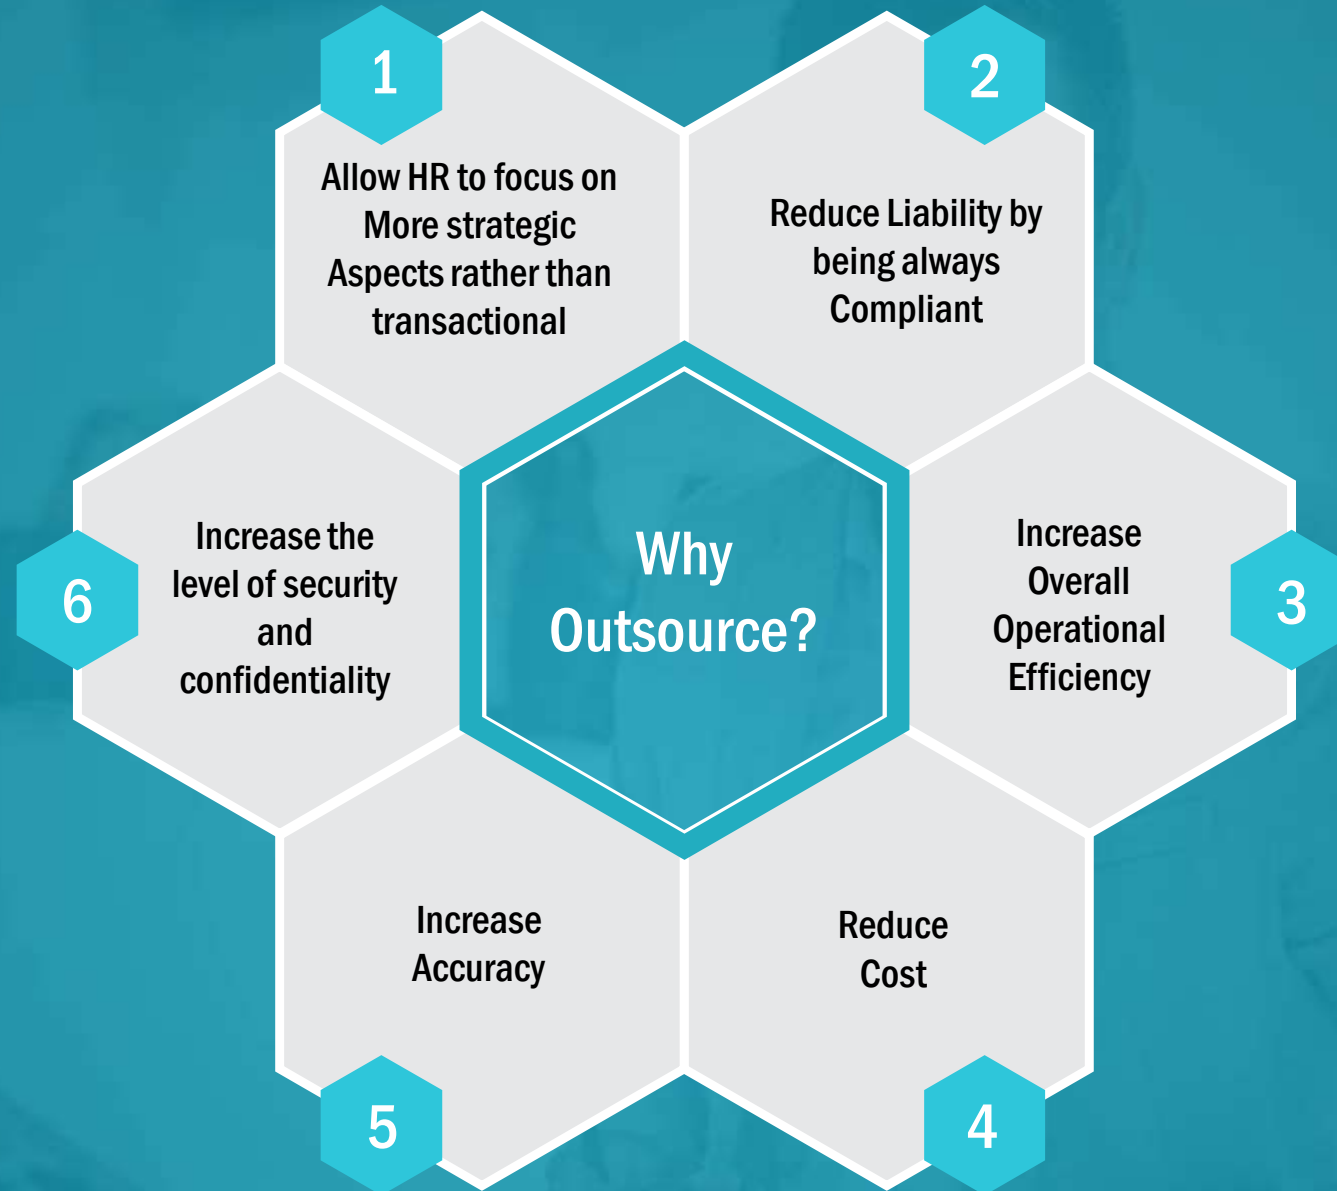 1
Allow HR to focus on
More strategic
Aspects rather than
transactional
2
Reduce Liability by
being always
Compliant
3
Increase
Overall
Operational
Efficiency
4
Reduce
Cost
5
Increase
Accuracy
6
Increase the
level of security
and
confidentiality
Why
Outsource?